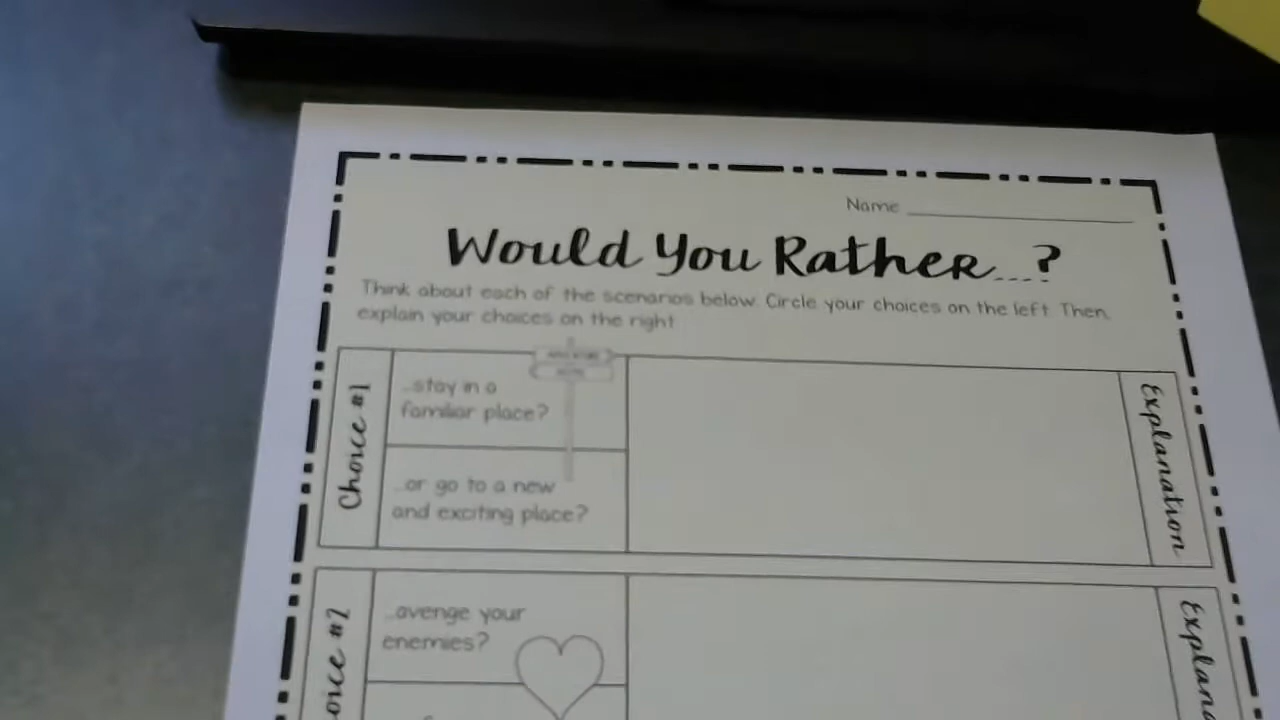 Name
Would You Rather...?
Think about each of the scenarios below. Circle your choices on the left. Then,
explain your choices on the right.
Choice #1
...stay in a
familiar place?
...or go to a new
and exciting place?
Explanation
#2
...avenge your
enemies?